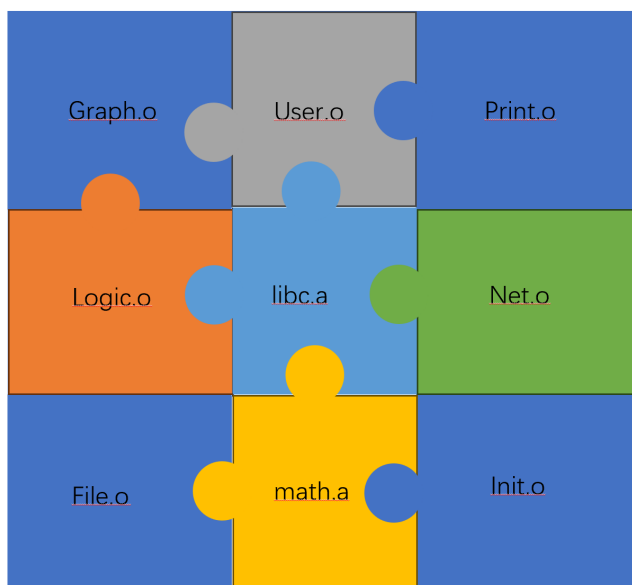 Graph.o
User.o
Print.o
Logic.o
libc.a
Net.o
File.o
math.a
Init.o